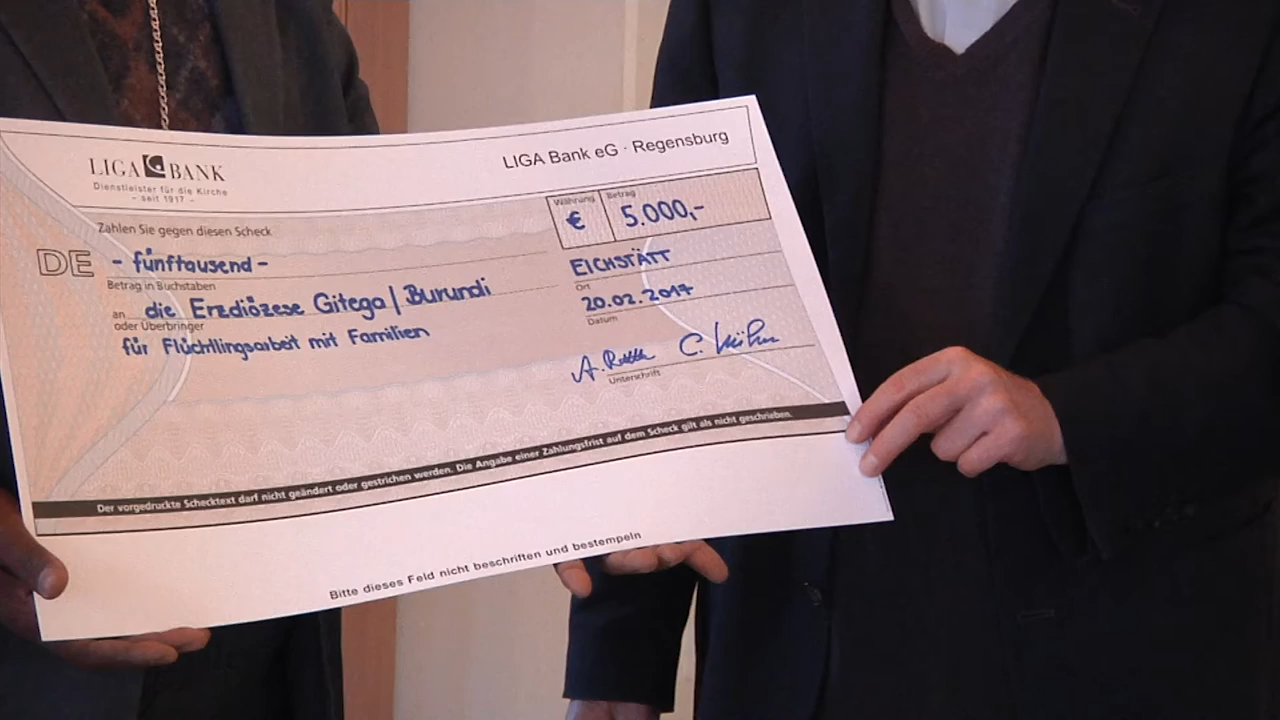 LIGA BANK
Dienstleister für die Kirche
- seit 1917 -
LIGA Bank eG · Regensburg
Zahlen Sie gegen diesen Scheck
Währung
Betrag
€
5.000,-
DE
- fünftausend -
Betrag in Buchstaben
EICHSTÄTT
Ort
an die Erzdiözese Gitega/Burundi
oder Überbringer
20.02.2017
Datum
für Flüchtlingsarbeit mit Familien
A.
C.
Unterschrift
Der vorgedruckte Schecktext darf nicht geändert oder gestrichen werden. Die Angabe einer Zahlungsfrist auf dem Scheck gilt als nicht geschrieben.
Bitte dieses Feld nicht beschriften und bestempeln